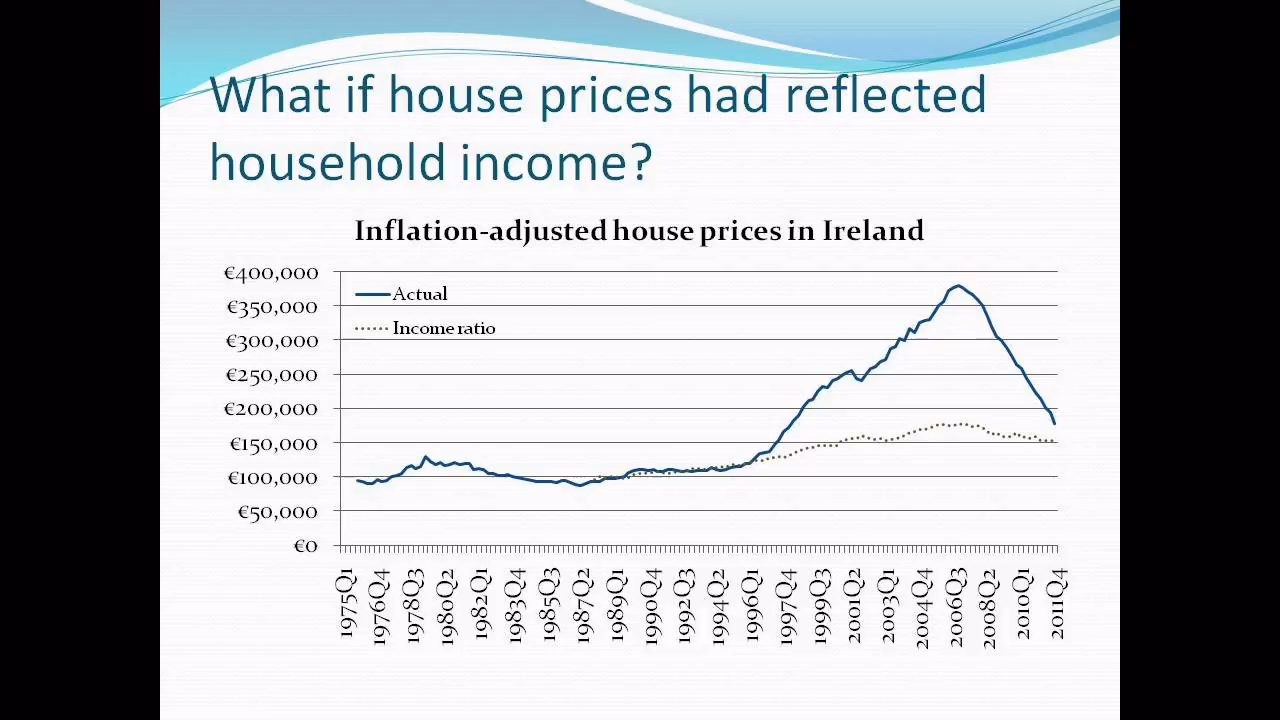 What if house prices had reflected
household income?
Inflation-adjusted house prices in Ireland
€400,000
€350,000
€300,000
€250,000
€200,000
€150,000
€100,000
€50,000
€0
Actual
Income ratio
1975Q1
1976Q4
1978Q3
1980Q2
1982Q1
1983Q4
1985Q3
1987Q2
1989Q1
1990Q4
1992Q3
1994Q2
1996Q1
1997Q4
1999Q3
2001Q2
2003Q1
2004Q4
2006Q3
2008Q2
2010Q1
2011Q4